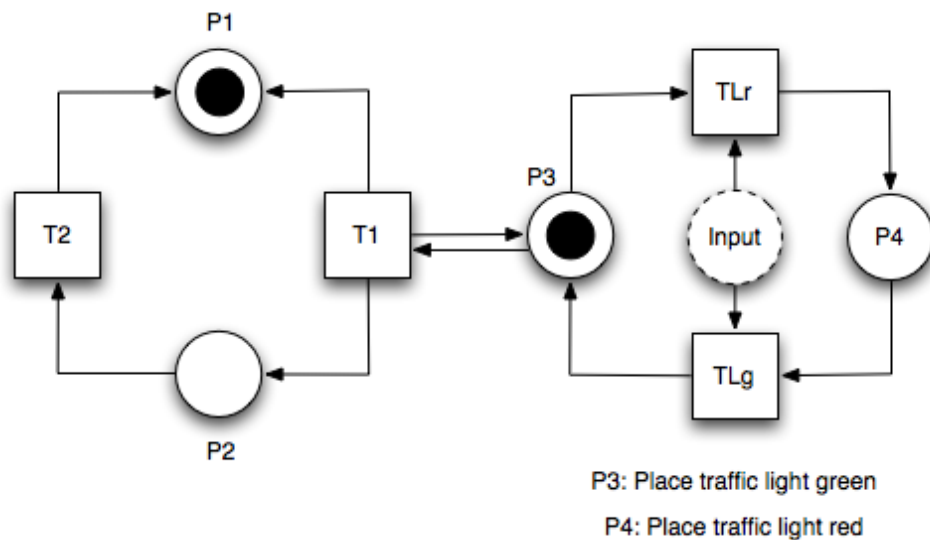 P1
TLr
P3
T2
T1
Input
P4
TLg
P2
P3: Place traffic light green
P4: Place traffic light red